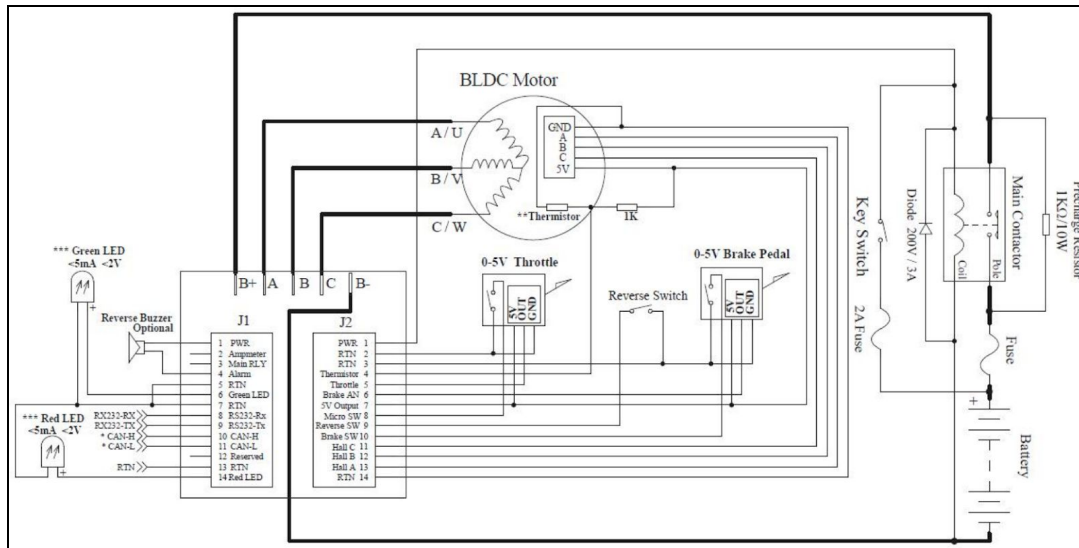 BLDC Motor
A / U
B / V
C / W
GND
A
B
C
5V
**Thermistor
1K
Key Switch
2A Fuse
Diode 200V / 3A
Coil
Pole
Main Contactor
Precharge Resistor
1KΩ/10W
Fuse
+
Battery
*** Green LED
<5mA <2V
+
Reverse Buzzer
Optional
*** Red LED
<5mA <2V
+
B+
A
B
C
B-
0-5V Throttle
5V
OUT
GND
Reverse Switch
0-5V Brake Pedal
5V
OUT
GND
J1
1 PWR
2 Ampmeter
3 Main RLY
4 Alarm
5 RTN
6 Green LED
7 RTN
8 RS232-Rx
9 RS232-Tx
10 CAN-H
11 CAN-L
12 Reserved
13 RTN
14 Red LED
RX232-RX
RX232-TX
* CAN-H
* CAN-L
RTN
J2
PWR 1
RTN 2
RTN 3
Thermistor 4
Throttle 5
Brake AN 6
5V Output 7
Micro SW 8
Reverse SW 9
Brake SW 10
Hall C 11
Hall B 12
Hall A 13
RTN 14